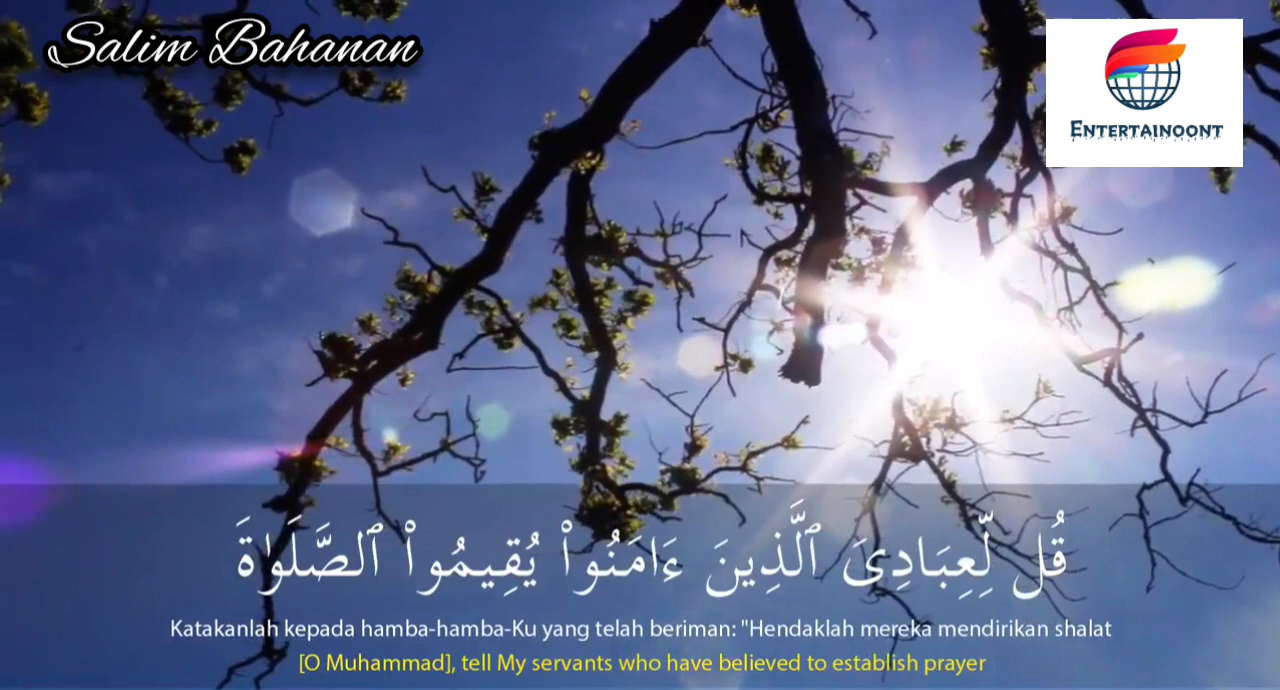 Salim Bahanan
ENTERTAINOONT
قُل لِّعِبَادِىَ ٱلَّذِينَ ءَامَنُوا۟ يُقِيمُوا۟ ٱلصَّلَوٰةَ
Katakanlah kepada hamba-hamba-Ku yang telah beriman: "Hendaklah mereka mendirikan shalat
[O Muhammad], tell My servants who have believed to establish prayer